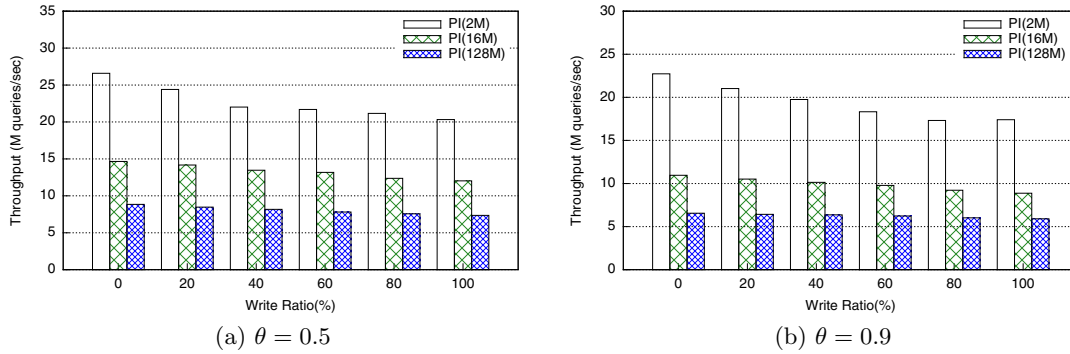 35
30
25
20
15
10
5
0
Throughput (M queries/sec)
PI(2M)
PI(16M)
PI(128M)
0 20 40 60 80 100
Write Ratio(%)
(a) θ = 0.5
30
25
20
15
10
5
0
Throughput (M queries/sec)
PI(2M)
PI(16M)
PI(128M)
0 20 40 60 80 100
Write Ratio(%)
(b) θ = 0.9